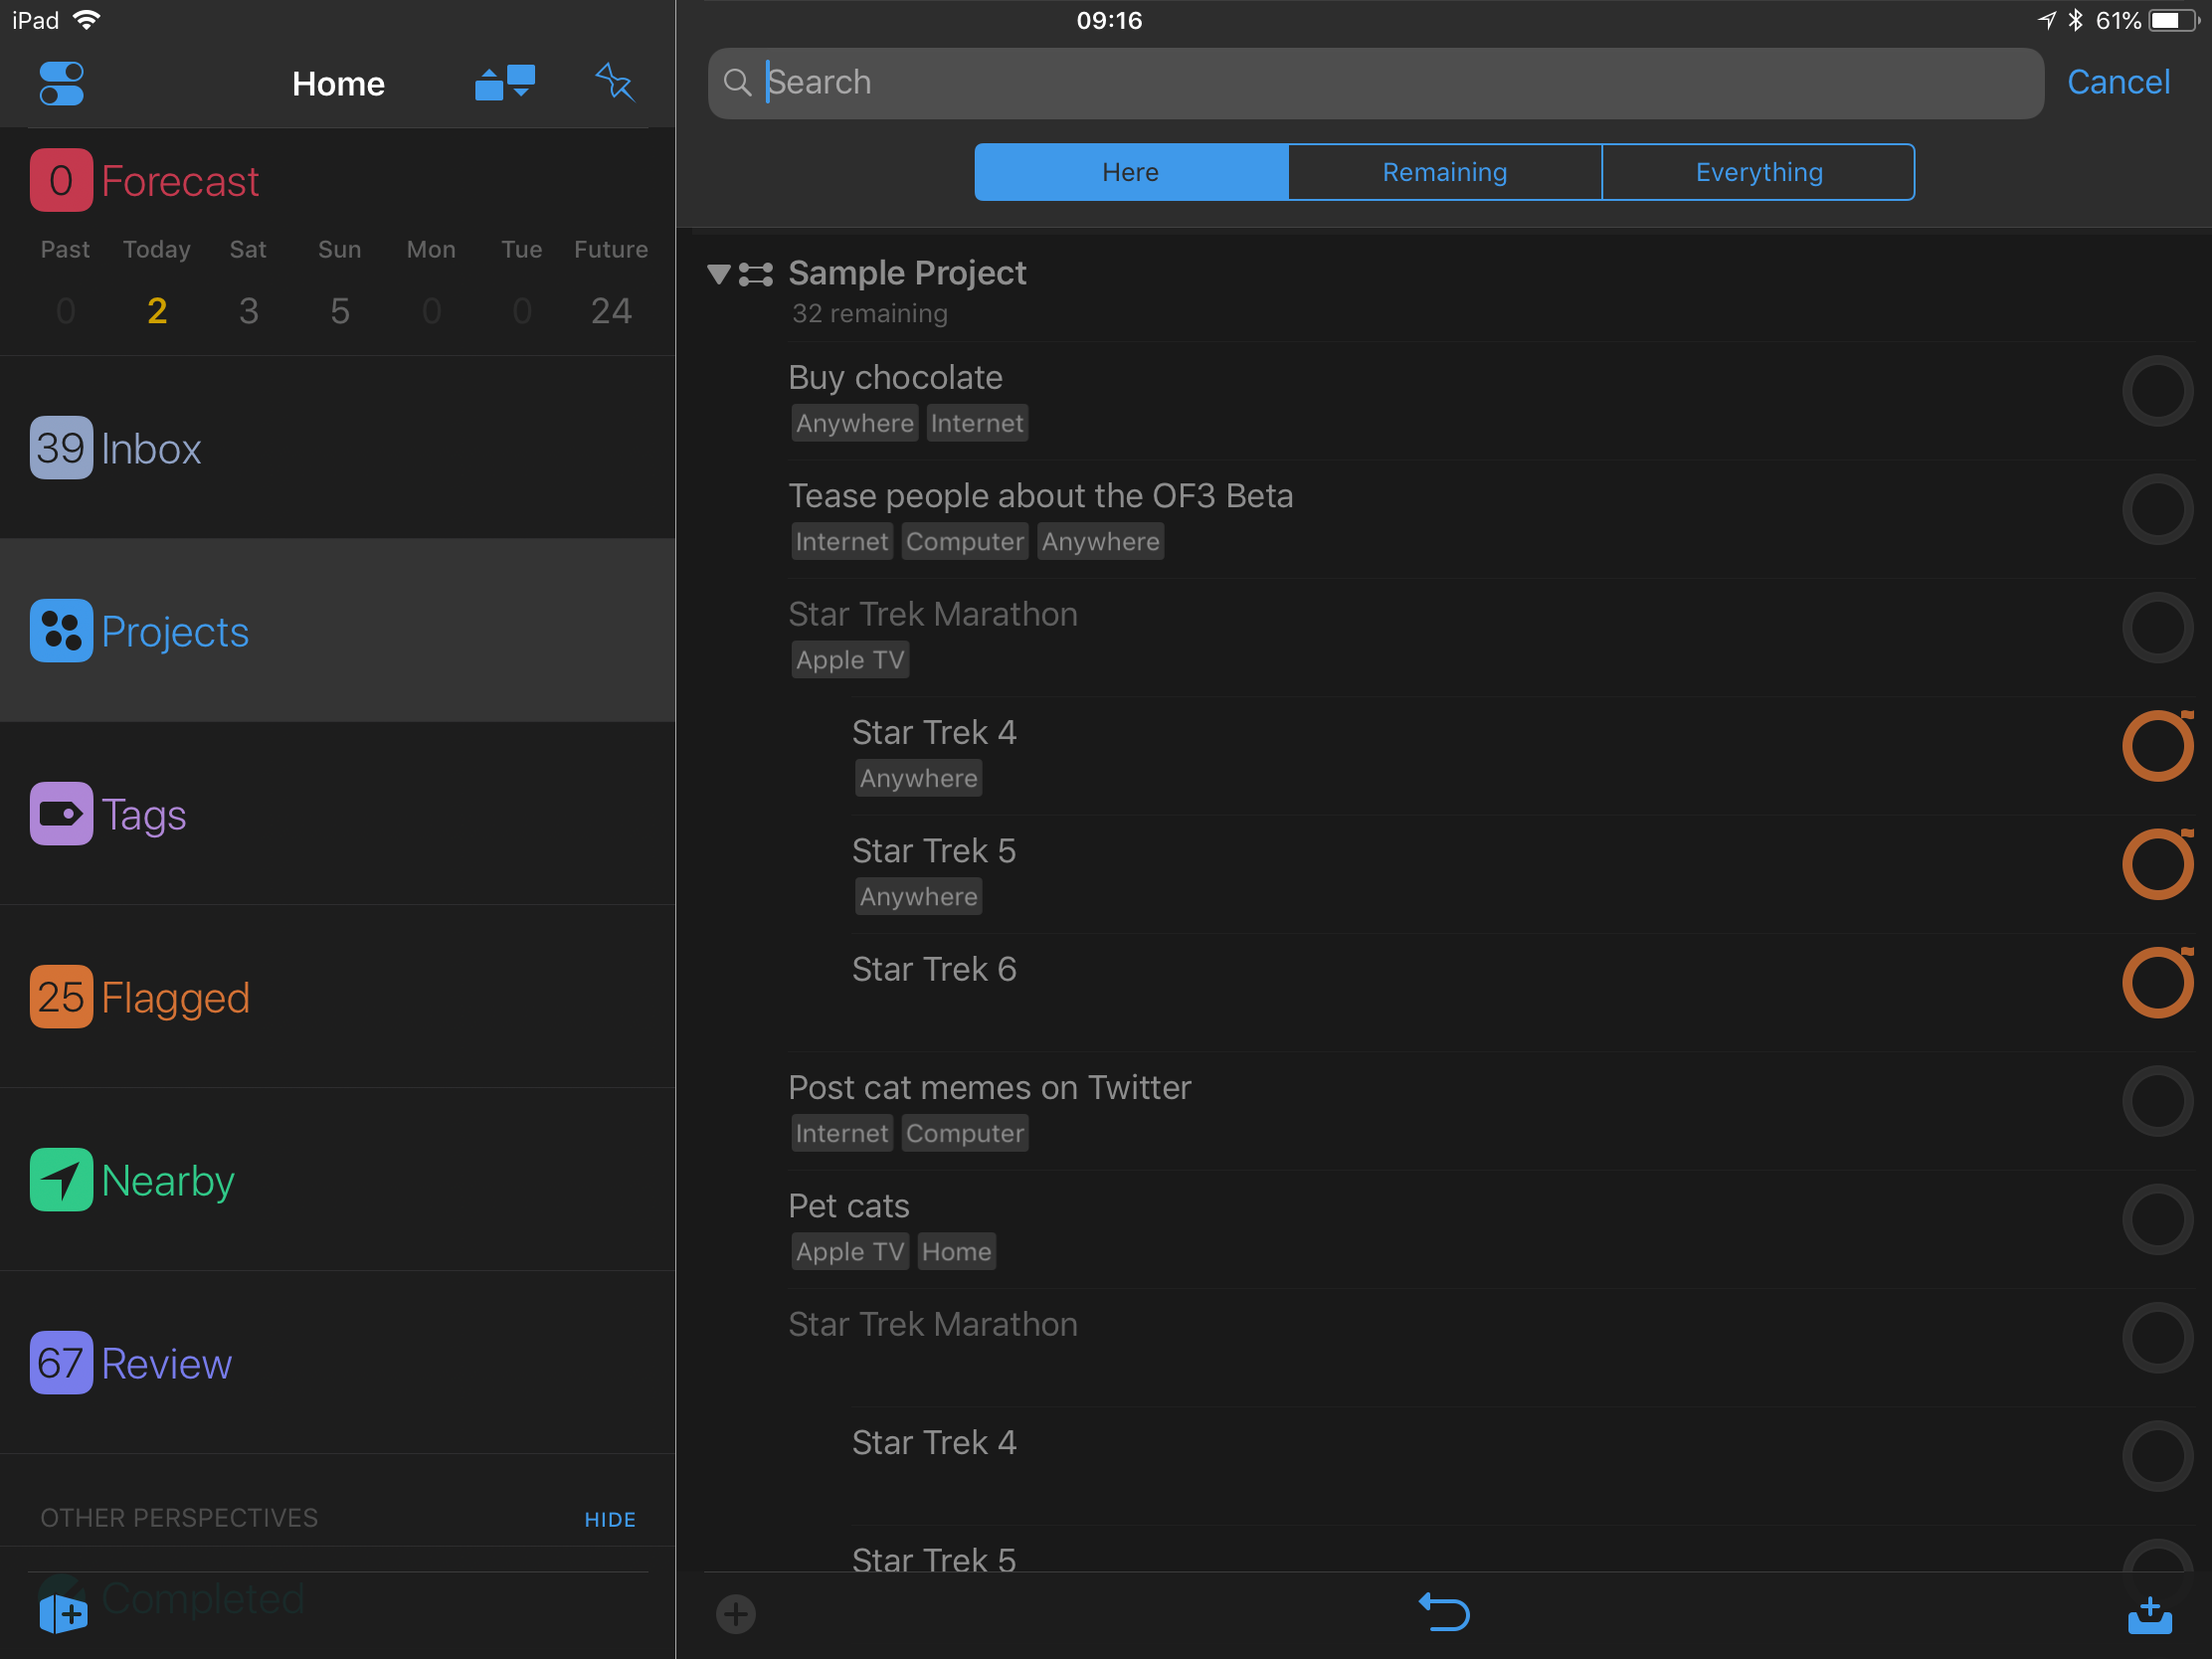 iPad
09:16
61%
Home
0 Forecast
Past Today Sat Sun Mon Tue Future
0 2 3 5 0 0 24
39 Inbox
Projects
Tags
25 Flagged
Nearby
67 Review
OTHER PERSPECTIVES HIDE
Completed
Search
Cancel
Here Remaining Everything
Sample Project
32 remaining
Buy chocolate
Anywhere Internet
Tease people about the OF3 Beta
Internet Computer Anywhere
Star Trek Marathon
Apple TV
Star Trek 4
Anywhere
Star Trek 5
Anywhere
Star Trek 6
Post cat memes on Twitter
Internet Computer
Pet cats
Apple TV Home
Star Trek Marathon
Star Trek 4
Star Trek 5